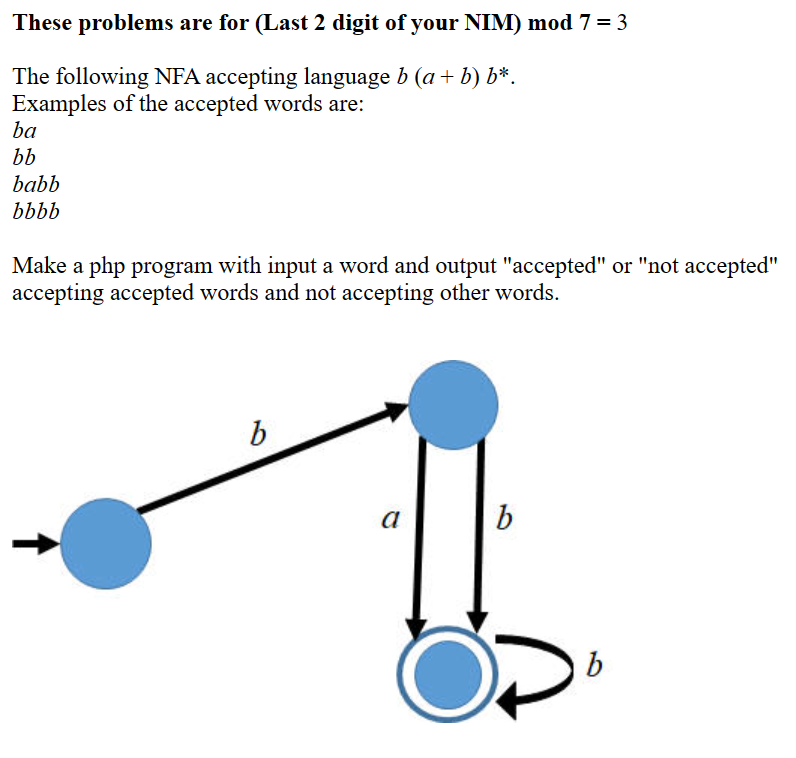 These problems are for (Last 2 digit of your NIM) mod 7 = 3
The following NFA accepting language b (a + b) b*.
Examples of the accepted words are:
ba
bb
babb
bbbb
Make a php program with input a word and output "accepted" or "not accepted"
accepting accepted words and not accepting other words.
b
a
b
b